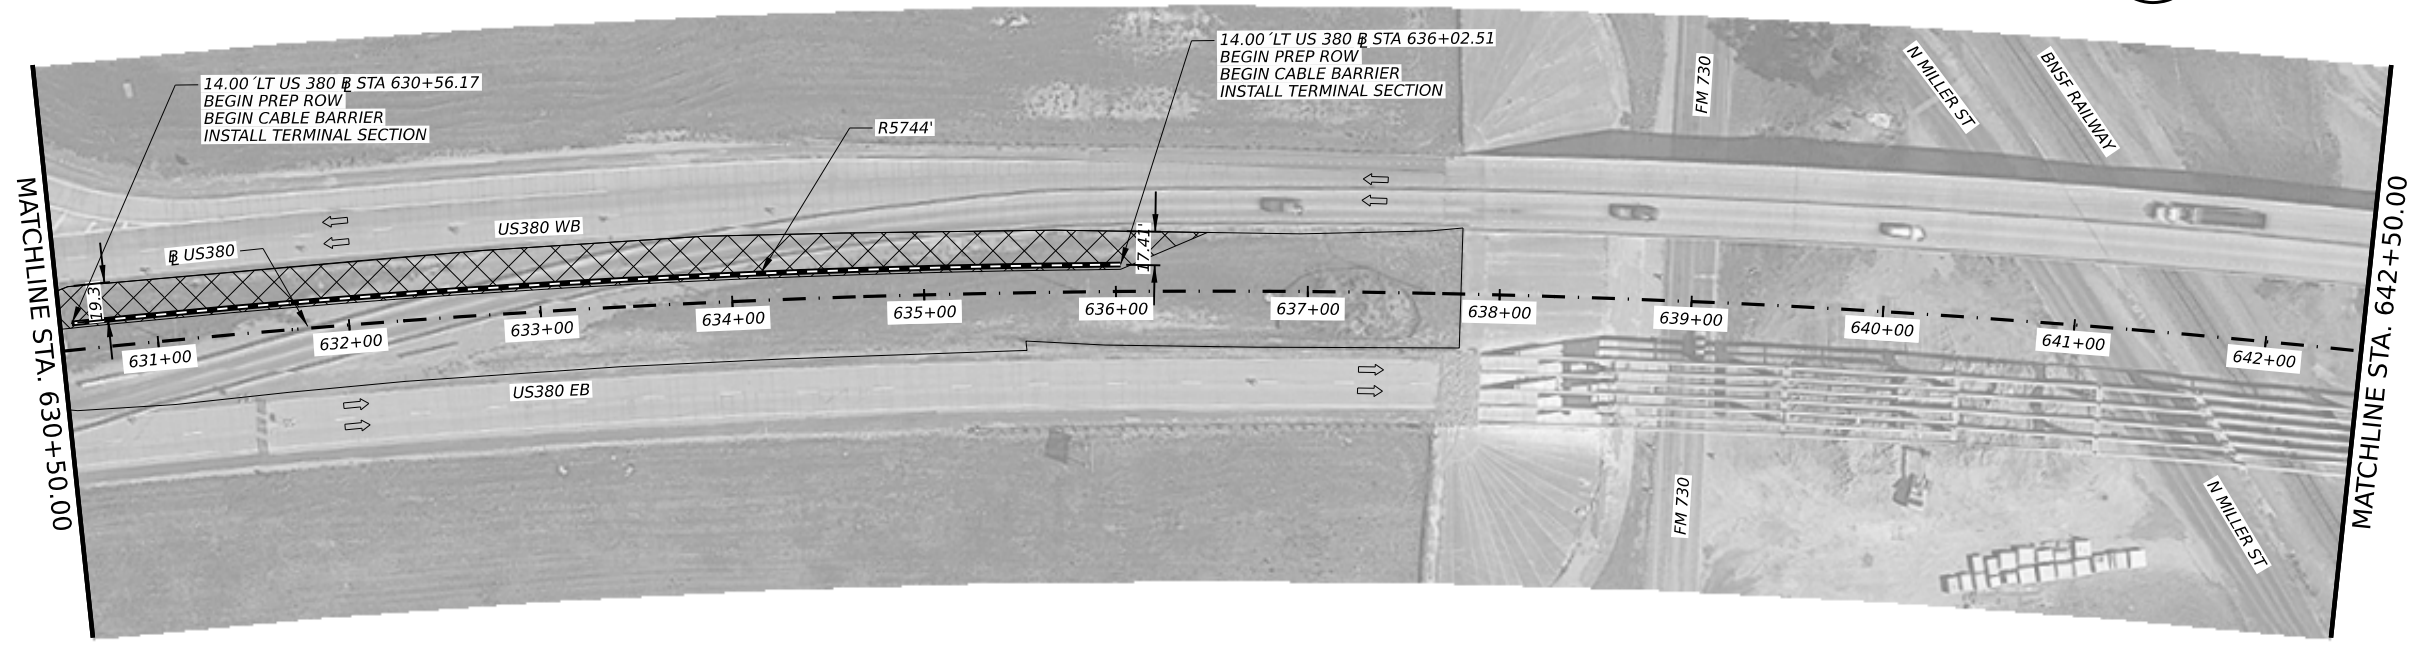 14.00´LT US 380 ⅊ STA 630+56.17
BEGIN PREP ROW
BEGIN CABLE BARRIER
INSTALL TERMINAL SECTION
14.00´LT US 380 ⅊ STA 636+02.51
BEGIN PREP ROW
BEGIN CABLE BARRIER
INSTALL TERMINAL SECTION
R5744'
FM 730
N MILLER ST
BNSF RAILWAY
MATCHLINE STA. 630+50.00
MATCHLINE STA. 642+50.00
US380 WB
⅊ US380
19.3
17.41'
631+00
632+00
633+00
634+00
635+00
636+00
637+00
638+00
639+00
640+00
641+00
642+00
US380 EB
FM 730
N MILLER ST